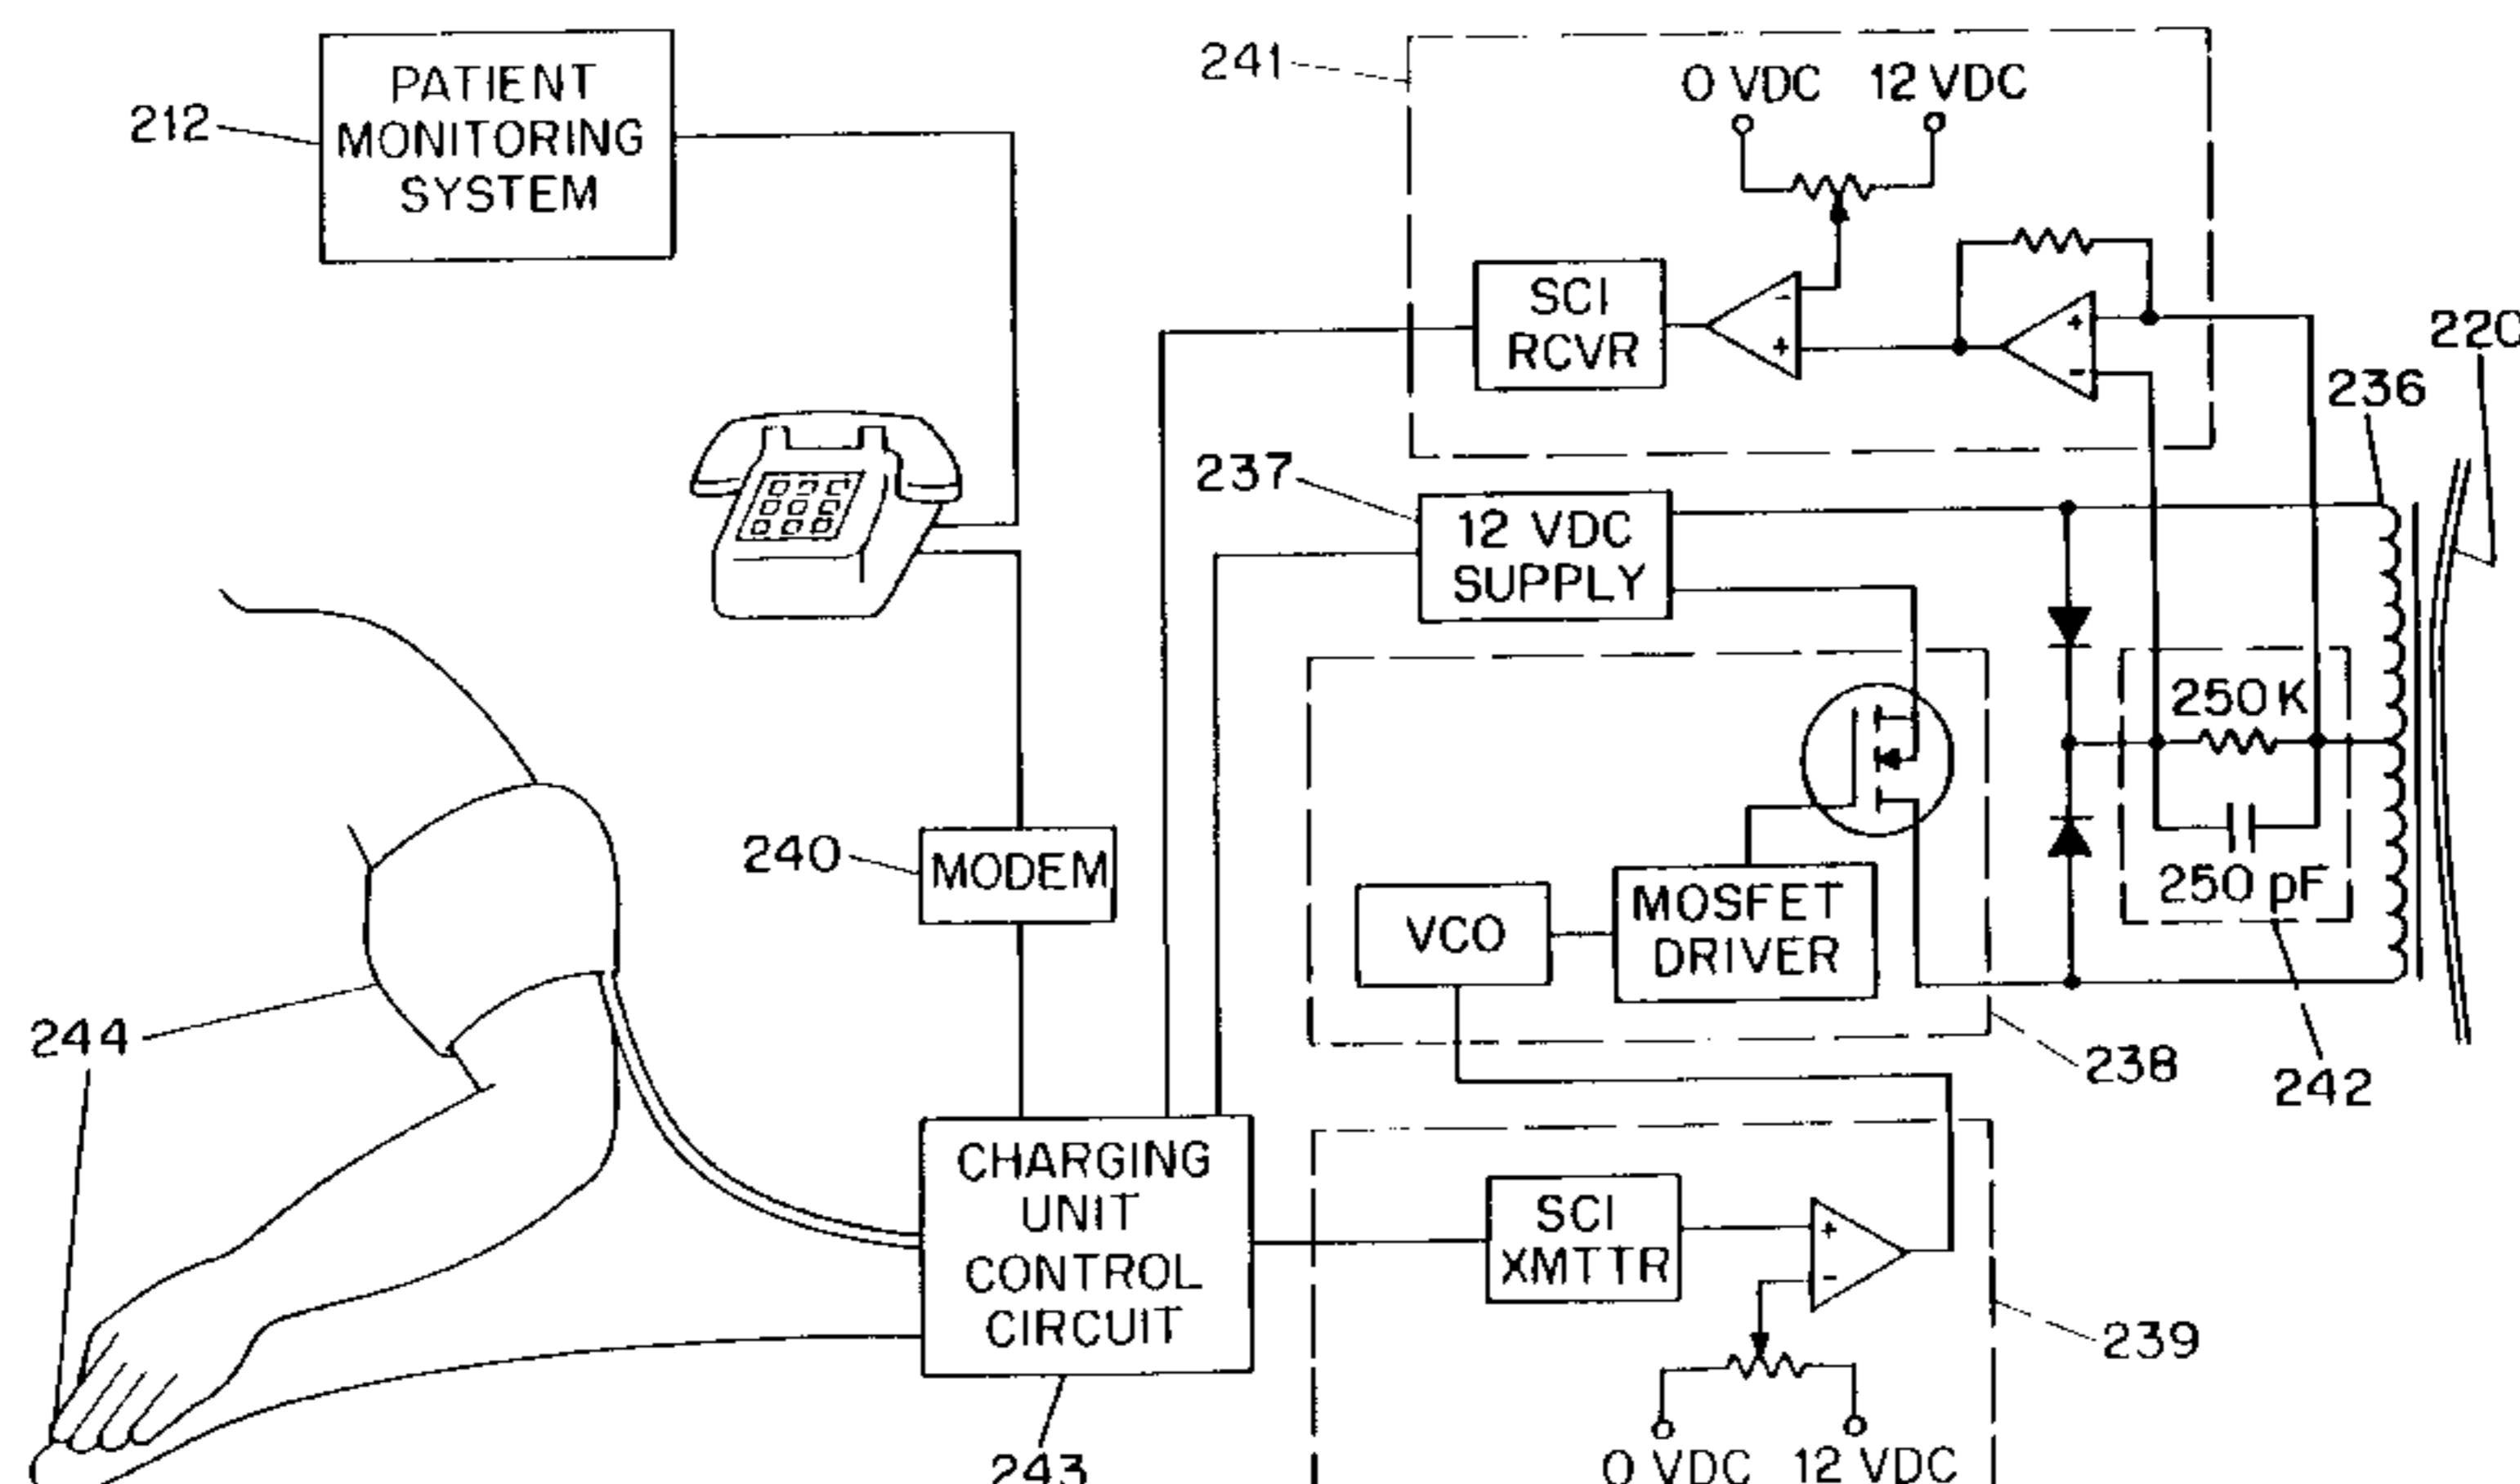 241
0 VDC 12 VDC
PATIENT
MONITORING
SYSTEM
212
SCI
RCVR
-
+
+
-
220
236
237
12 VDC
SUPPLY
250 K
250 pF
240
MODEM
VCO
MOSFET
DRIVER
244
238
242
CHARGING
UNIT
CONTROL
CIRCUIT
SCI
XMTTR
+
-
239
243
0 VDC 12 VDC